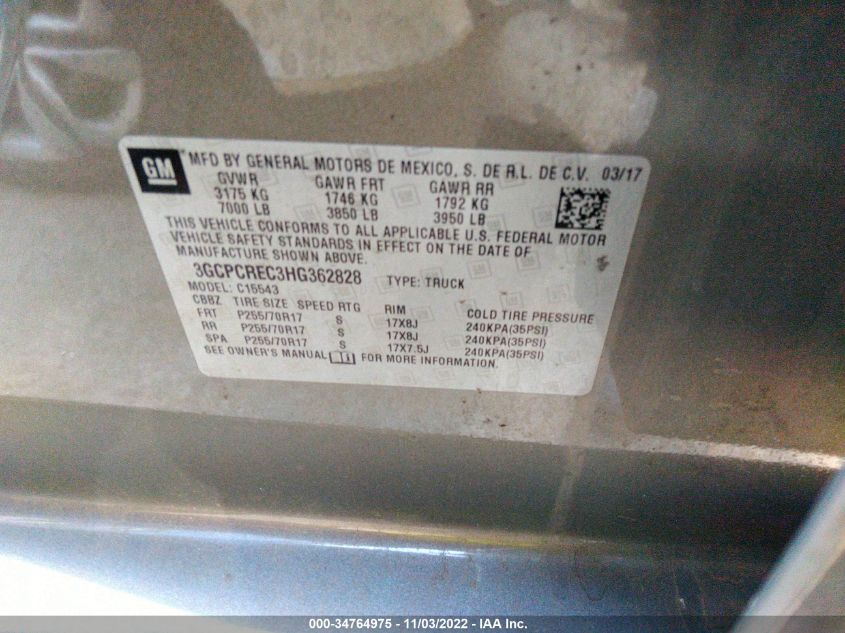 GM
MFD BY GENERAL MOTORS DE MEXICO, S. DE R.L. DE C.V. 03/17
GVWR GAWR FRT GAWR RR
3175 KG 1746 KG 1792 KG
7000 LB 3850 LB 3950 LB
THIS VEHICLE CONFORMS TO ALL APPLICABLE U.S. FEDERAL MOTOR
VEHICLE SAFETY STANDARDS IN EFFECT ON THE DATE OF
MANUFACTURE SHOWN ABOVE.
3GCPCREC3HG362828 TYPE: TRUCK
MODEL: C15543
CBBZ TIRE SIZE SPEED RTG RIM COLD TIRE PRESSURE
FRT P255/70R17 S 17X8J 240KPA(35PSI)
RR P255/70R17 S 17X8J 240KPA(35PSI)
SPA P255/70R17 S 17X7.5J 240KPA(35PSI)
SEE OWNER'S MANUAL FOR MORE INFORMATION.
000-34764975 - 11/03/2022 - IAA Inc.